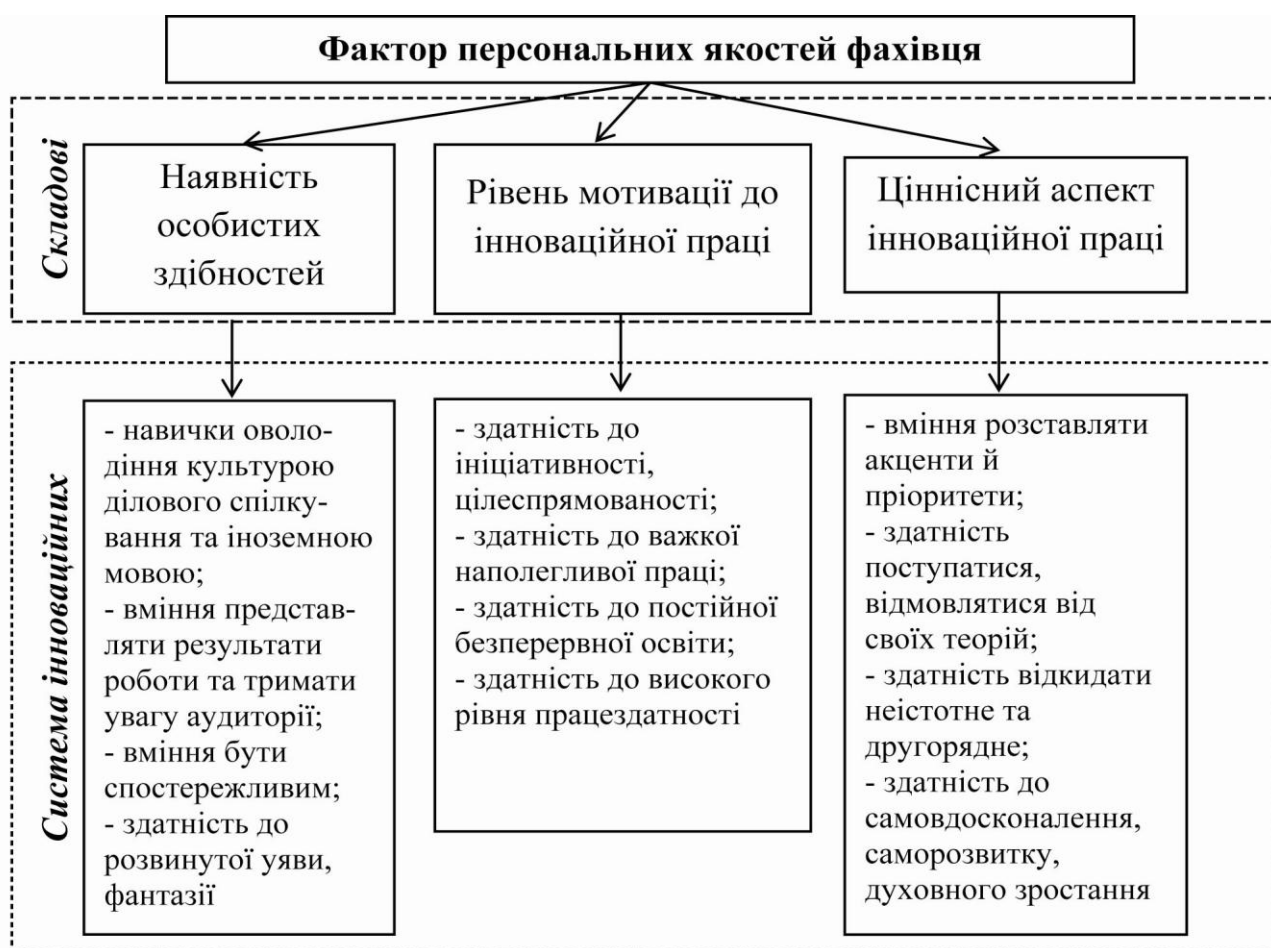 Фактор персональних якостей фахівця
Складові
Наявність
особистих
здібностей
Рівень мотивації до
інноваційної праці
Ціннісний аспект
інноваційної праці
Система інноваційних
- навички оволо-
діння культурою
ділового спілку-
вання та іноземною
мовою;
- вміння представ-
ляти результати
роботи та тримати
увагу аудиторії;
- вміння бути
спостережливим;
- здатність до
розвинутої уяви,
фантазії
- здатність до
ініціативності,
цілеспрямованості;
- здатність до важкої
наполегливої праці;
- здатність до постійної
безперервної освіти;
- здатність до високого
рівня працездатності
- вміння розставляти
акценти й
пріоритети;
- здатність
поступатися,
відмовлятися від
своїх теорій;
- здатність відкидати
неістотне та
другорядне;
- здатність до
самовдосконалення,
саморозвитку,
духовного зростання